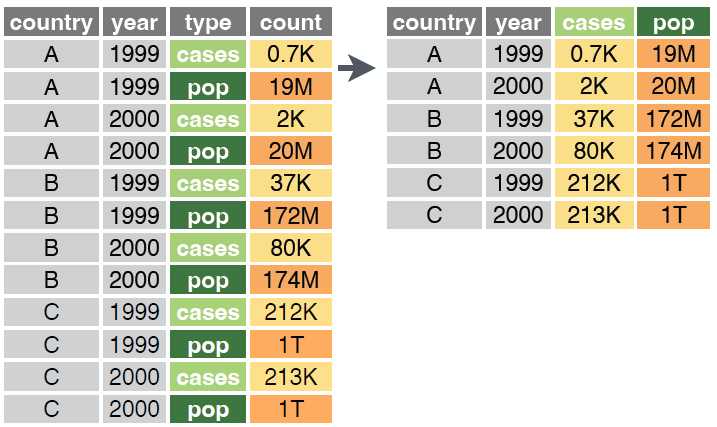 country year type count
A 1999 cases 0.7K
A 1999 pop 19M
A 2000 cases 2K
A 2000 pop 20M
B 1999 cases 37K
B 1999 pop 172M
B 2000 cases 80K
B 2000 pop 174M
C 1999 cases 212K
C 1999 pop 1T
C 2000 cases 213K
C 2000 pop 1T
country year cases pop
A 1999 0.7K 19M
A 2000 2K 20M
B 1999 37K 172M
B 2000 80K 174M
C 1999 212K 1T
C 2000 213K 1T